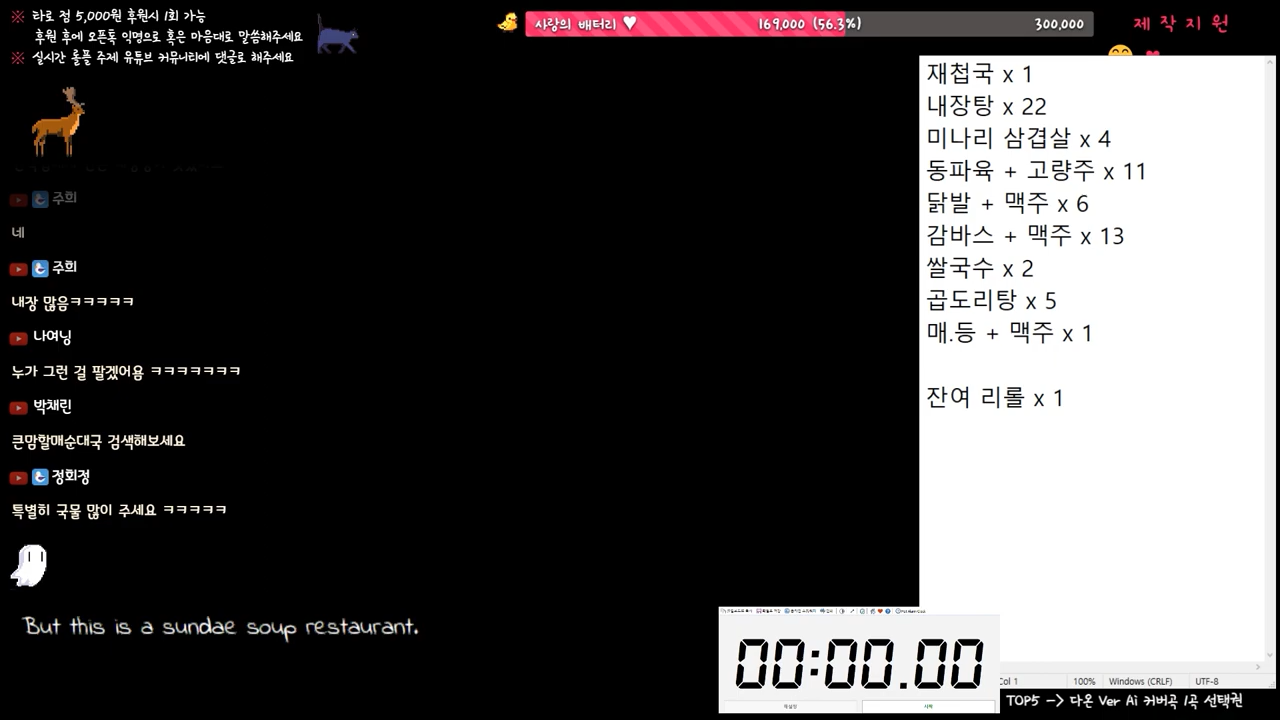 ※ 타로 점 5,000원 후원시 1회 가능
후원 후에 오픈톡 익명으로 혹은 마음대로 말씀해주세요
※ 실시간 롤플 주제 유튜브 커뮤니티에 댓글로 해주세요
사랑의 배터리 ♥ 169,000 (56.3%) 300,000
제작지원
주희
네
주희
내장 많음ㅋㅋㅋㅋㅋ
나여닝
누가 그런 걸 팔겠어용 ㅋㅋㅋㅋㅋㅋㅋ
박채린
큰맘할매순대국 검색해보세요
정희정
특별히 국물 많이 주세요 ㅋㅋㅋㅋㅋ
But this is a sundae soup restaurant.
재첩국 x 1
내장탕 x 22
미나리 삼겹살 x 4
동파육 + 고량주 x 11
닭발 + 맥주 x 6
감바스 + 맥주 x 13
쌀국수 x 2
곱도리탕 x 5
매.등 + 맥주 x 1
잔여 리롤 x 1
00:00.00
Col 1 100% Windows (CRLF) UTF-8
TOP5 -> 다온 Ver Ai 커버곡 1곡 선택권